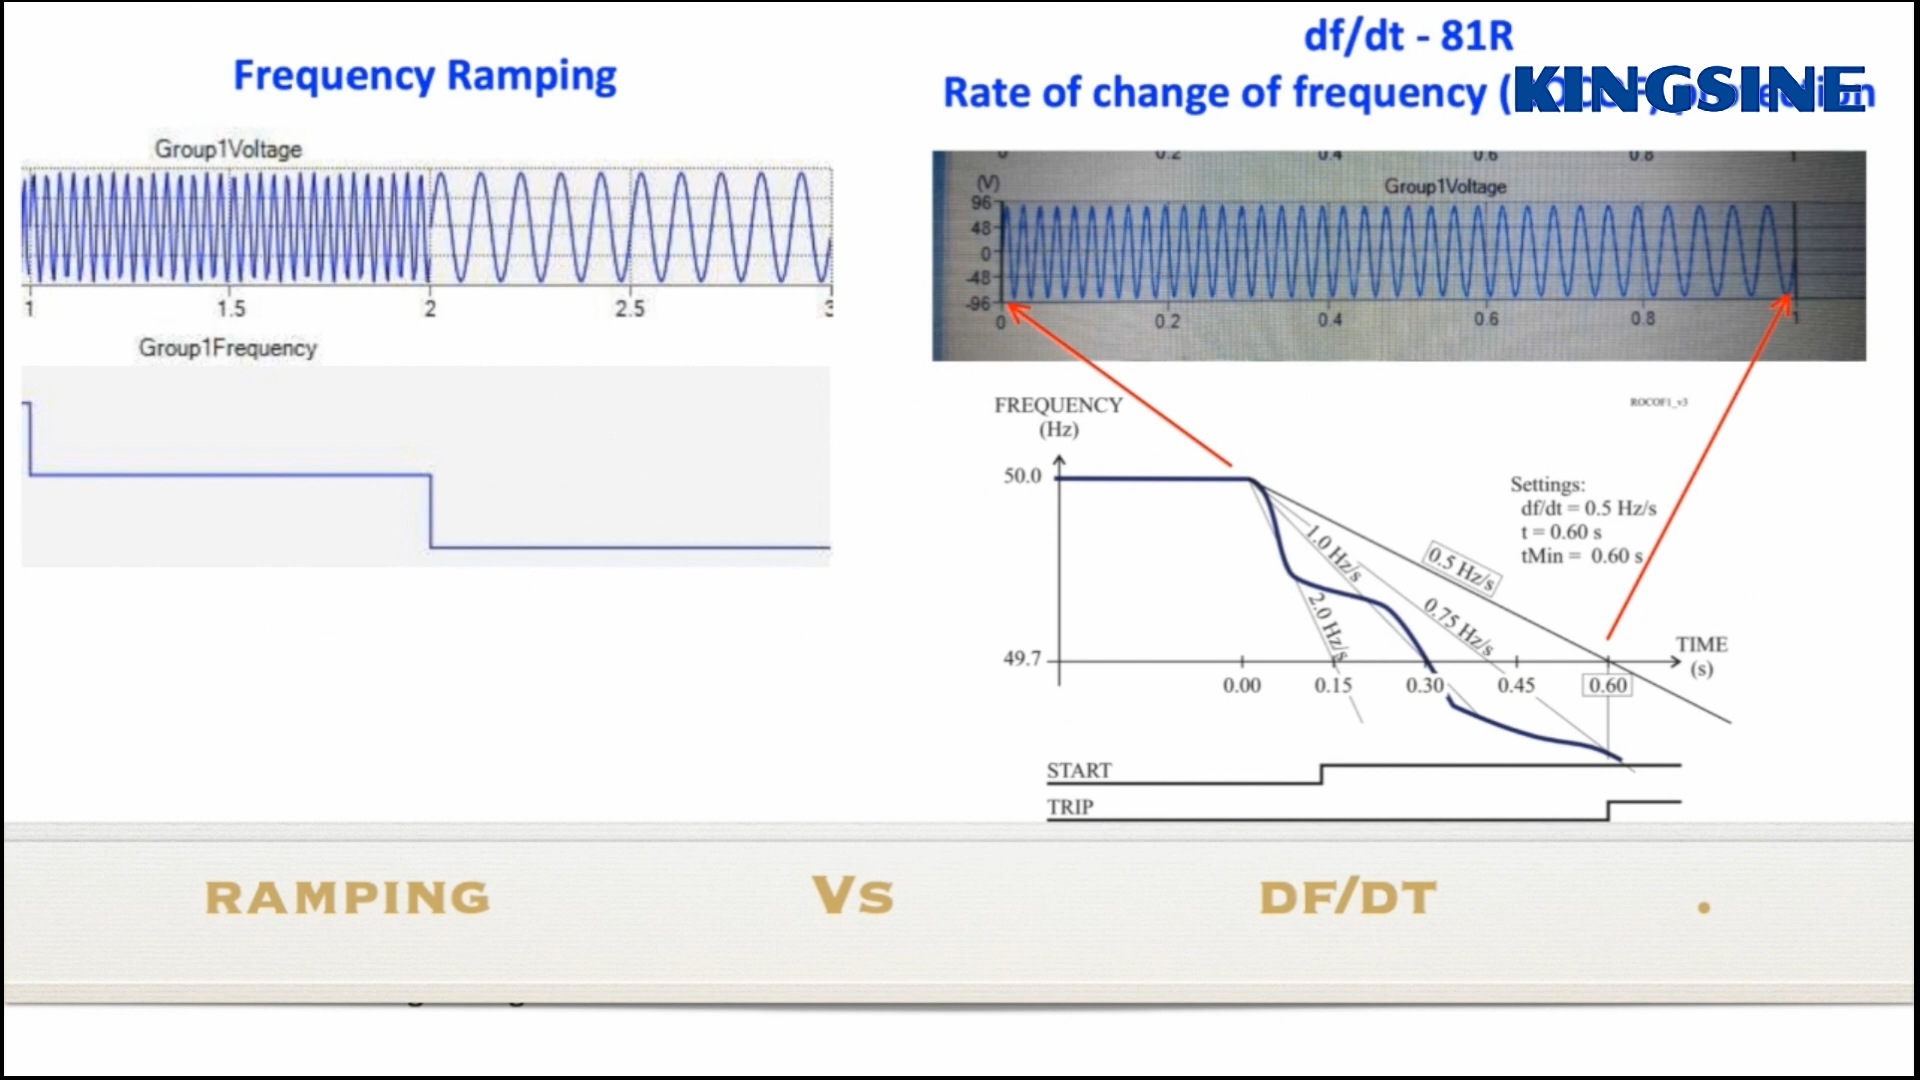 Frequency Ramping
Group1Voltage
1 1.5 2 2.5 3
Group1Frequency
df/dt - 81R
Rate of change of frequency (
KINGSINE
0 0.2 0.4 0.6 0.8 1
(V)
Group1Voltage
96
48
0
-48
-96
0 0.2 0.4 0.6 0.8 1
FREQUENCY
(Hz)
ROCOF1_v3
50.0
Settings:
df/dt = 0.5 Hz/s
t = 0.60 s
tMin = 0.60 s
1.0 Hz/s
0.5 Hz/s
2.0 Hz/s
0.75 Hz/s
49.7
TIME
(s)
0.00 0.15 0.30 0.45 0.60
START
TRIP
RAMPING Vs DF/DT .